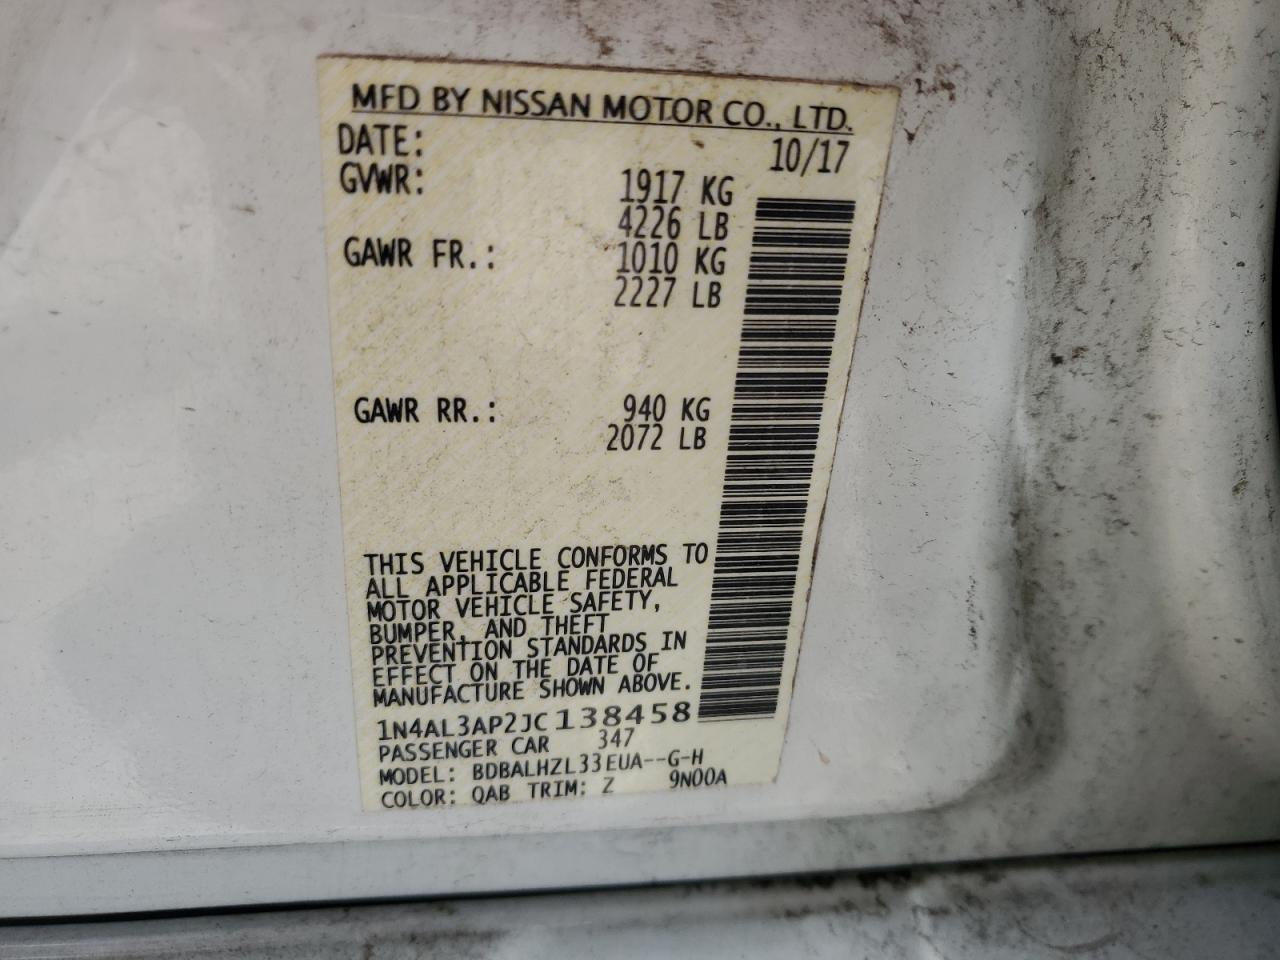 MFD BY NISSAN MOTOR CO., LTD.
DATE: 10/17
GVWR: 1917 KG
4226 LB
GAWR FR.: 1010 KG
2227 LB
GAWR RR.: 940 KG
2072 LB
THIS VEHICLE CONFORMS TO
ALL APPLICABLE FEDERAL
MOTOR VEHICLE SAFETY,
BUMPER, AND THEFT
PREVENTION STANDARDS IN
EFFECT ON THE DATE OF
MANUFACTURE SHOWN ABOVE.
1N4AL3AP2JC138458
PASSENGER CAR 347
MODEL: BDBALHZL33EUA--G-H
COLOR: QAB TRIM: Z 9N00A